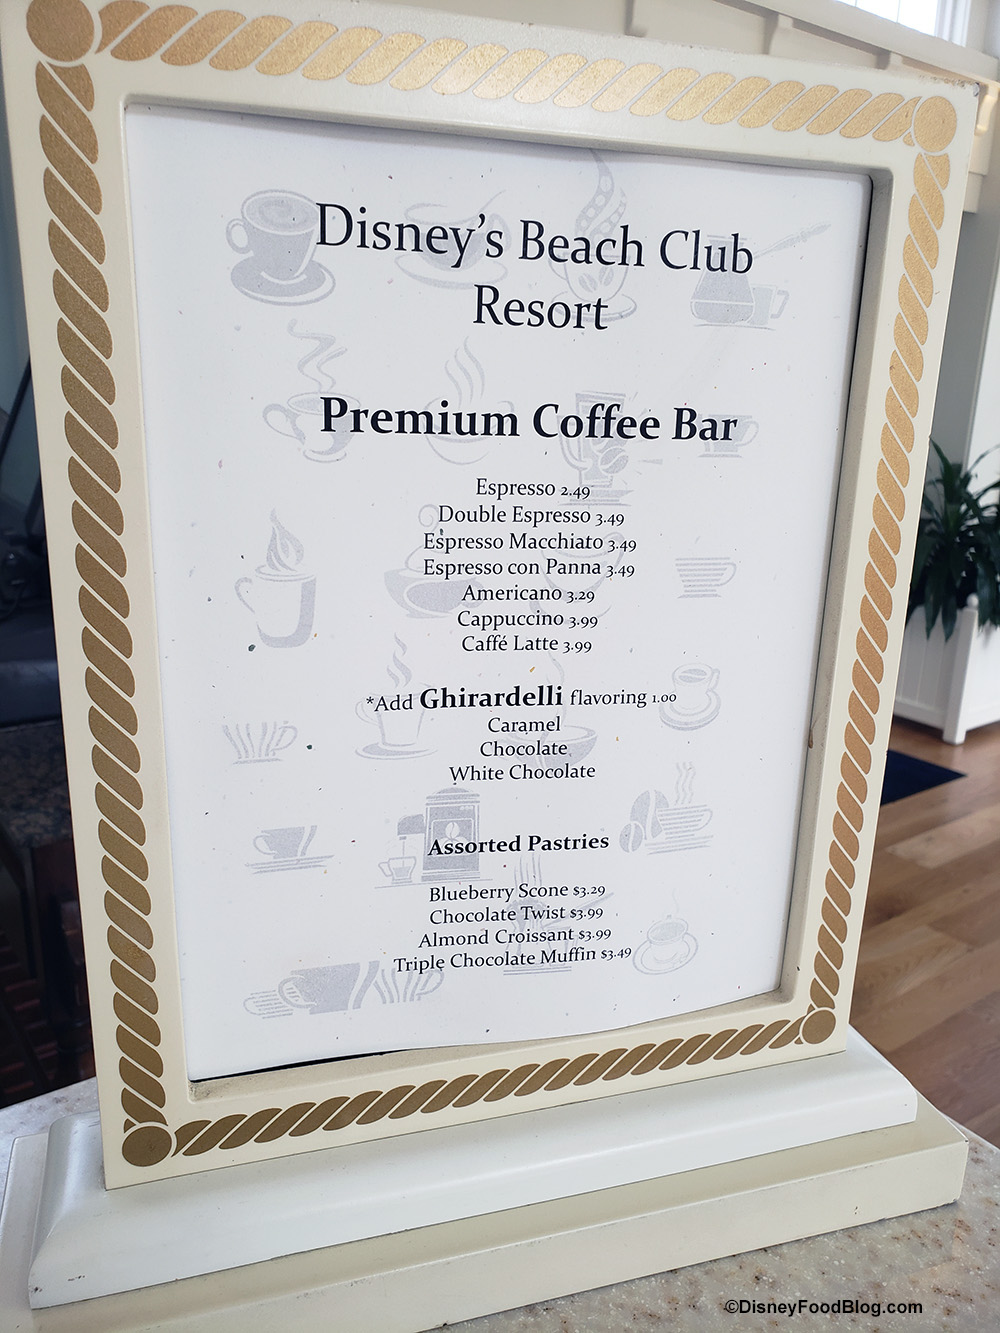 Disney's Beach Club
Resort
Premium Coffee Bar
Espresso 2.49
Double Espresso 3.49
Espresso Macchiato 3.49
Espresso con Panna 3.49
Americano 3.29
Cappuccino 3.99
Caffé Latte 3.99
*Add Ghirardelli flavoring 1.00
Caramel
Chocolate
White Chocolate
Assorted Pastries
Blueberry Scone $3.29
Chocolate Twist $3.99
Almond Croissant $3.99
Triple Chocolate Muffin $3.49
©DisneyFoodBlog.com